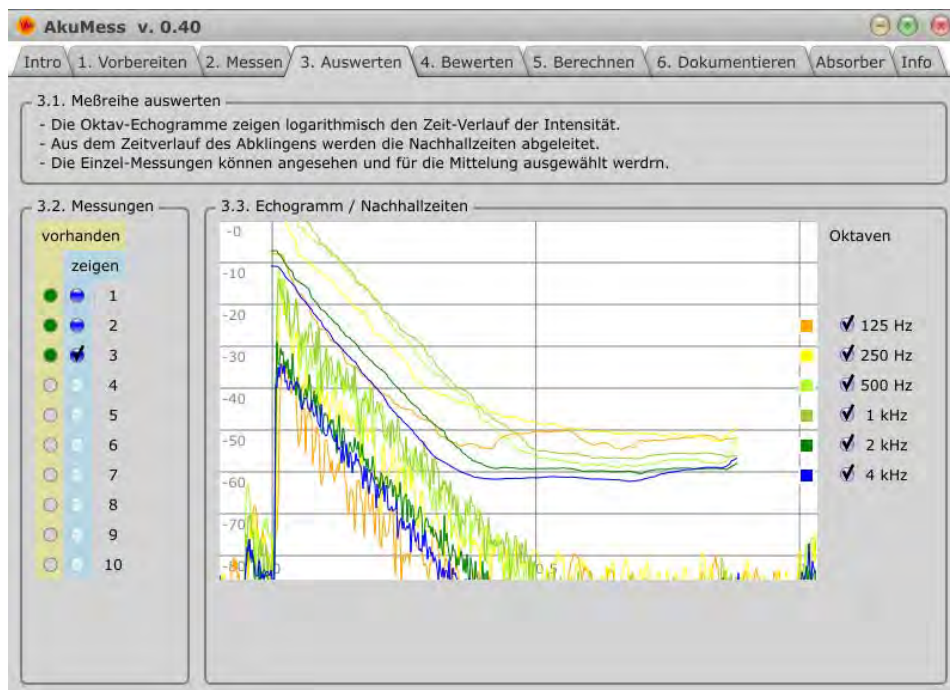 AkuMess v. 0.40
Intro 1. Vorbereiten 2. Messen 3. Auswerten 4. Bewerten 5. Berechnen 6. Dokumentieren Absorber Info
3.1. Meßreihe auswerten
- Die Oktav-Echogramme zeigen logarithmisch den Zeit-Verlauf der Intensität.
- Aus dem Zeitverlauf des Abklingens werden die Nachhallzeiten abgeleitet.
- Die Einzel-Messungen können angesehen und für die Mittelung ausgewählt werdrn.
3.2. Messungen
vorhanden
zeigen
1
2
3
4
5
6
7
8
9
10
3.3. Echogramm / Nachhallzeiten
-0
-10
-20
-30
-40
-50
-60
-70
-80
0.5
Oktaven
125 Hz
250 Hz
500 Hz
1 kHz
2 kHz
4 kHz